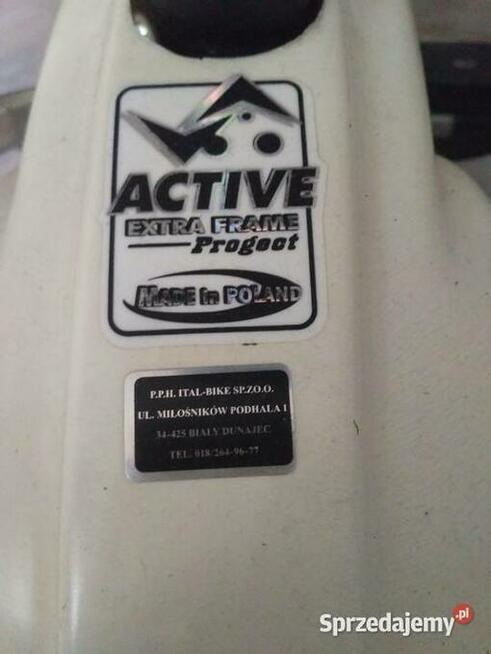 ACTIVE
EXTRA FRAME
Progect
MADE in POLAND
P.P.H. ITAL-BIKE SP.ZO.O.
UL. MIŁOŚNIKÓW PODHALA 1
34-425 BIAŁY DUNAJEC
TEL. 018/264-96-77
Sprzedajemy.pl